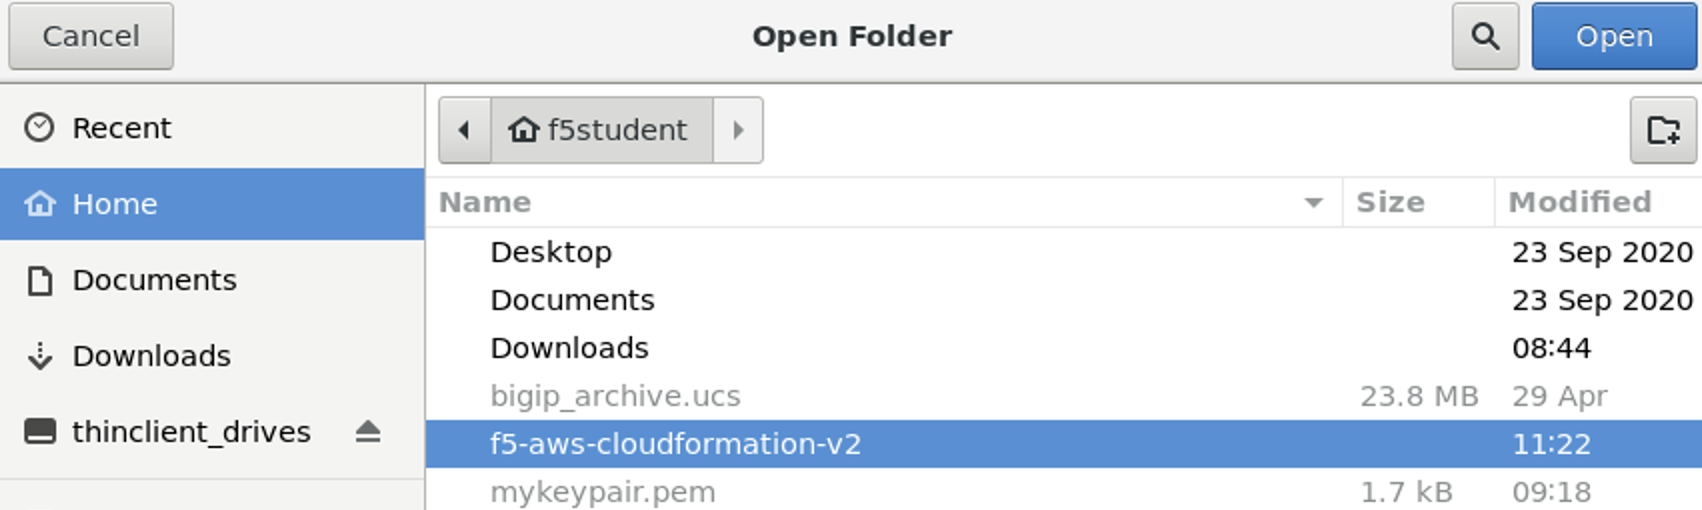 Cancel Open Folder Open
Recent
Home
Documents
Downloads
thinclient_drives
f5student
Name Size Modified
Desktop 23 Sep 2020
Documents 23 Sep 2020
Downloads 08:44
bigip_archive.ucs 23.8 MB 29 Apr
f5-aws-cloudformation-v2 11:22
mykeypair.pem 1.7 kB 09:18